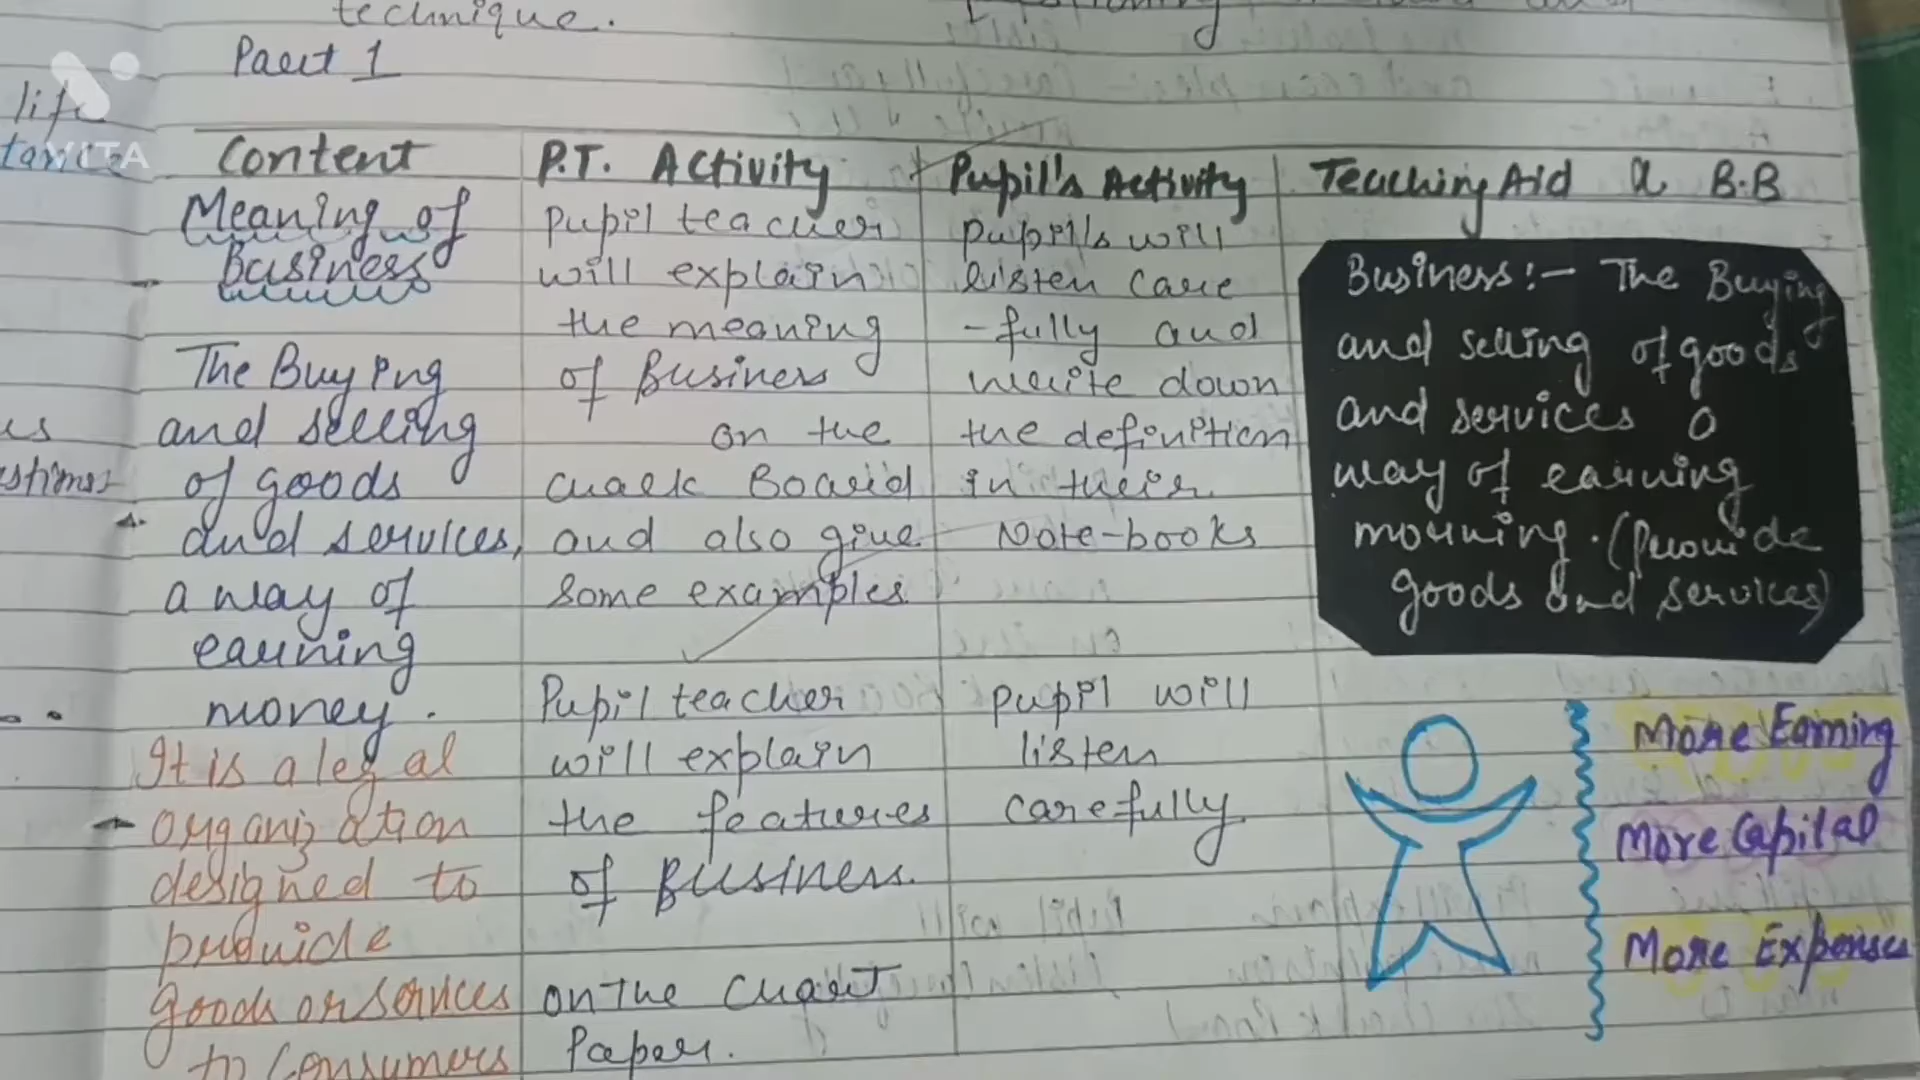 technique.
Part 1
life
VITA
Content
Meaning of
Business
The Buying
and selling
of goods
and services,
a way of
earning
money.
It is a legal
organization
designed to
provide
goods or services
to consumers
P.T. Activity
Pupil teacher
will explain
the meaning
of Business
on the
chalk Board
and also give
some examples
Pupil teacher
will explain
the features
of Business.
on the chart
Paper.
Pupil's Activity
pupils will
listen care
-fully and
write down
the definition
in their
Note-books
pupil will
listen
carefully
Teaching Aid & B.B
Business:- The Buying
and selling of goods
and services a
way of earning
mouning. (provide
goods and services)
More Earning
More Capital
More Expenses